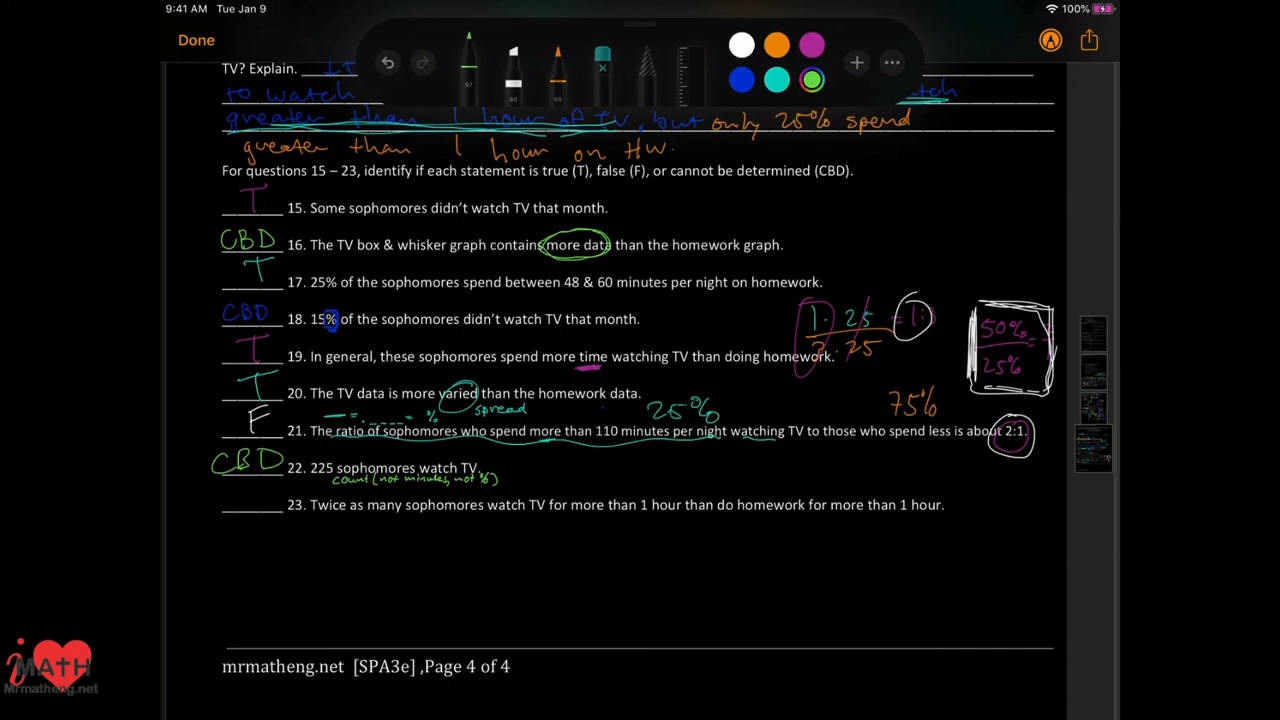 9:41 AM Tue Jan 9
100%
Done
TV? Explain.
to watch
greater than 1 hour of TV, but only 25% spend
greater than 1 hour on HW.
For questions 15 – 23, identify if each statement is true (T), false (F), or cannot be determined (CBD).
T 15. Some sophomores didn't watch TV that month.
CBD 16. The TV box & whisker graph contains more data than the homework graph.
T 17. 25% of the sophomores spend between 48 & 60 minutes per night on homework.
CBD 18. 15% of the sophomores didn't watch TV that month.
1 · 25 = 1:3
3 · 25
50%
25%
T 19. In general, these sophomores spend more time watching TV than doing homework.
T 20. The TV data is more varied than the homework data.
spread
25% 75%
F 21. The ratio of sophomores who spend more than 110 minutes per night watching TV to those who spend less is about 2:1.
CBD 22. 225 sophomores watch TV.
count (not minutes, not %)
23. Twice as many sophomores watch TV for more than 1 hour than do homework for more than 1 hour.
mrmatheng.net [SPA3e] ,Page 4 of 4
iMATH
Mrmatheng.net